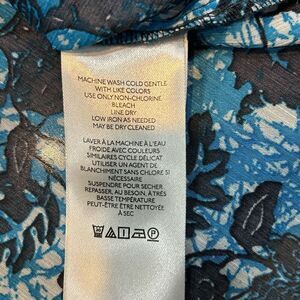 MACHINE WASH COLD GENTLE
WITH LIKE COLORS
USE ONLY NON-CHLORINE
BLEACH
LINE DRY
LOW IRON AS NEEDED
MAY BE DRY CLEANED
LAVER À LA MACHINE À L'EAU
FROIDE AVEC COULEURS
SIMILAIRES CYCLE DÉLICAT
UTILISER UN AGENT DE
BLANCHIMENT SANS CHLORE SI
NÉCESSAIRE
SUSPENDRE POUR SECHER
REPASSER, AU BESOIN, À TRÈS
BASSE TEMPÉRATURE
PEUT-ÊTRE ÊTRE NETTOYÉE
À SEC